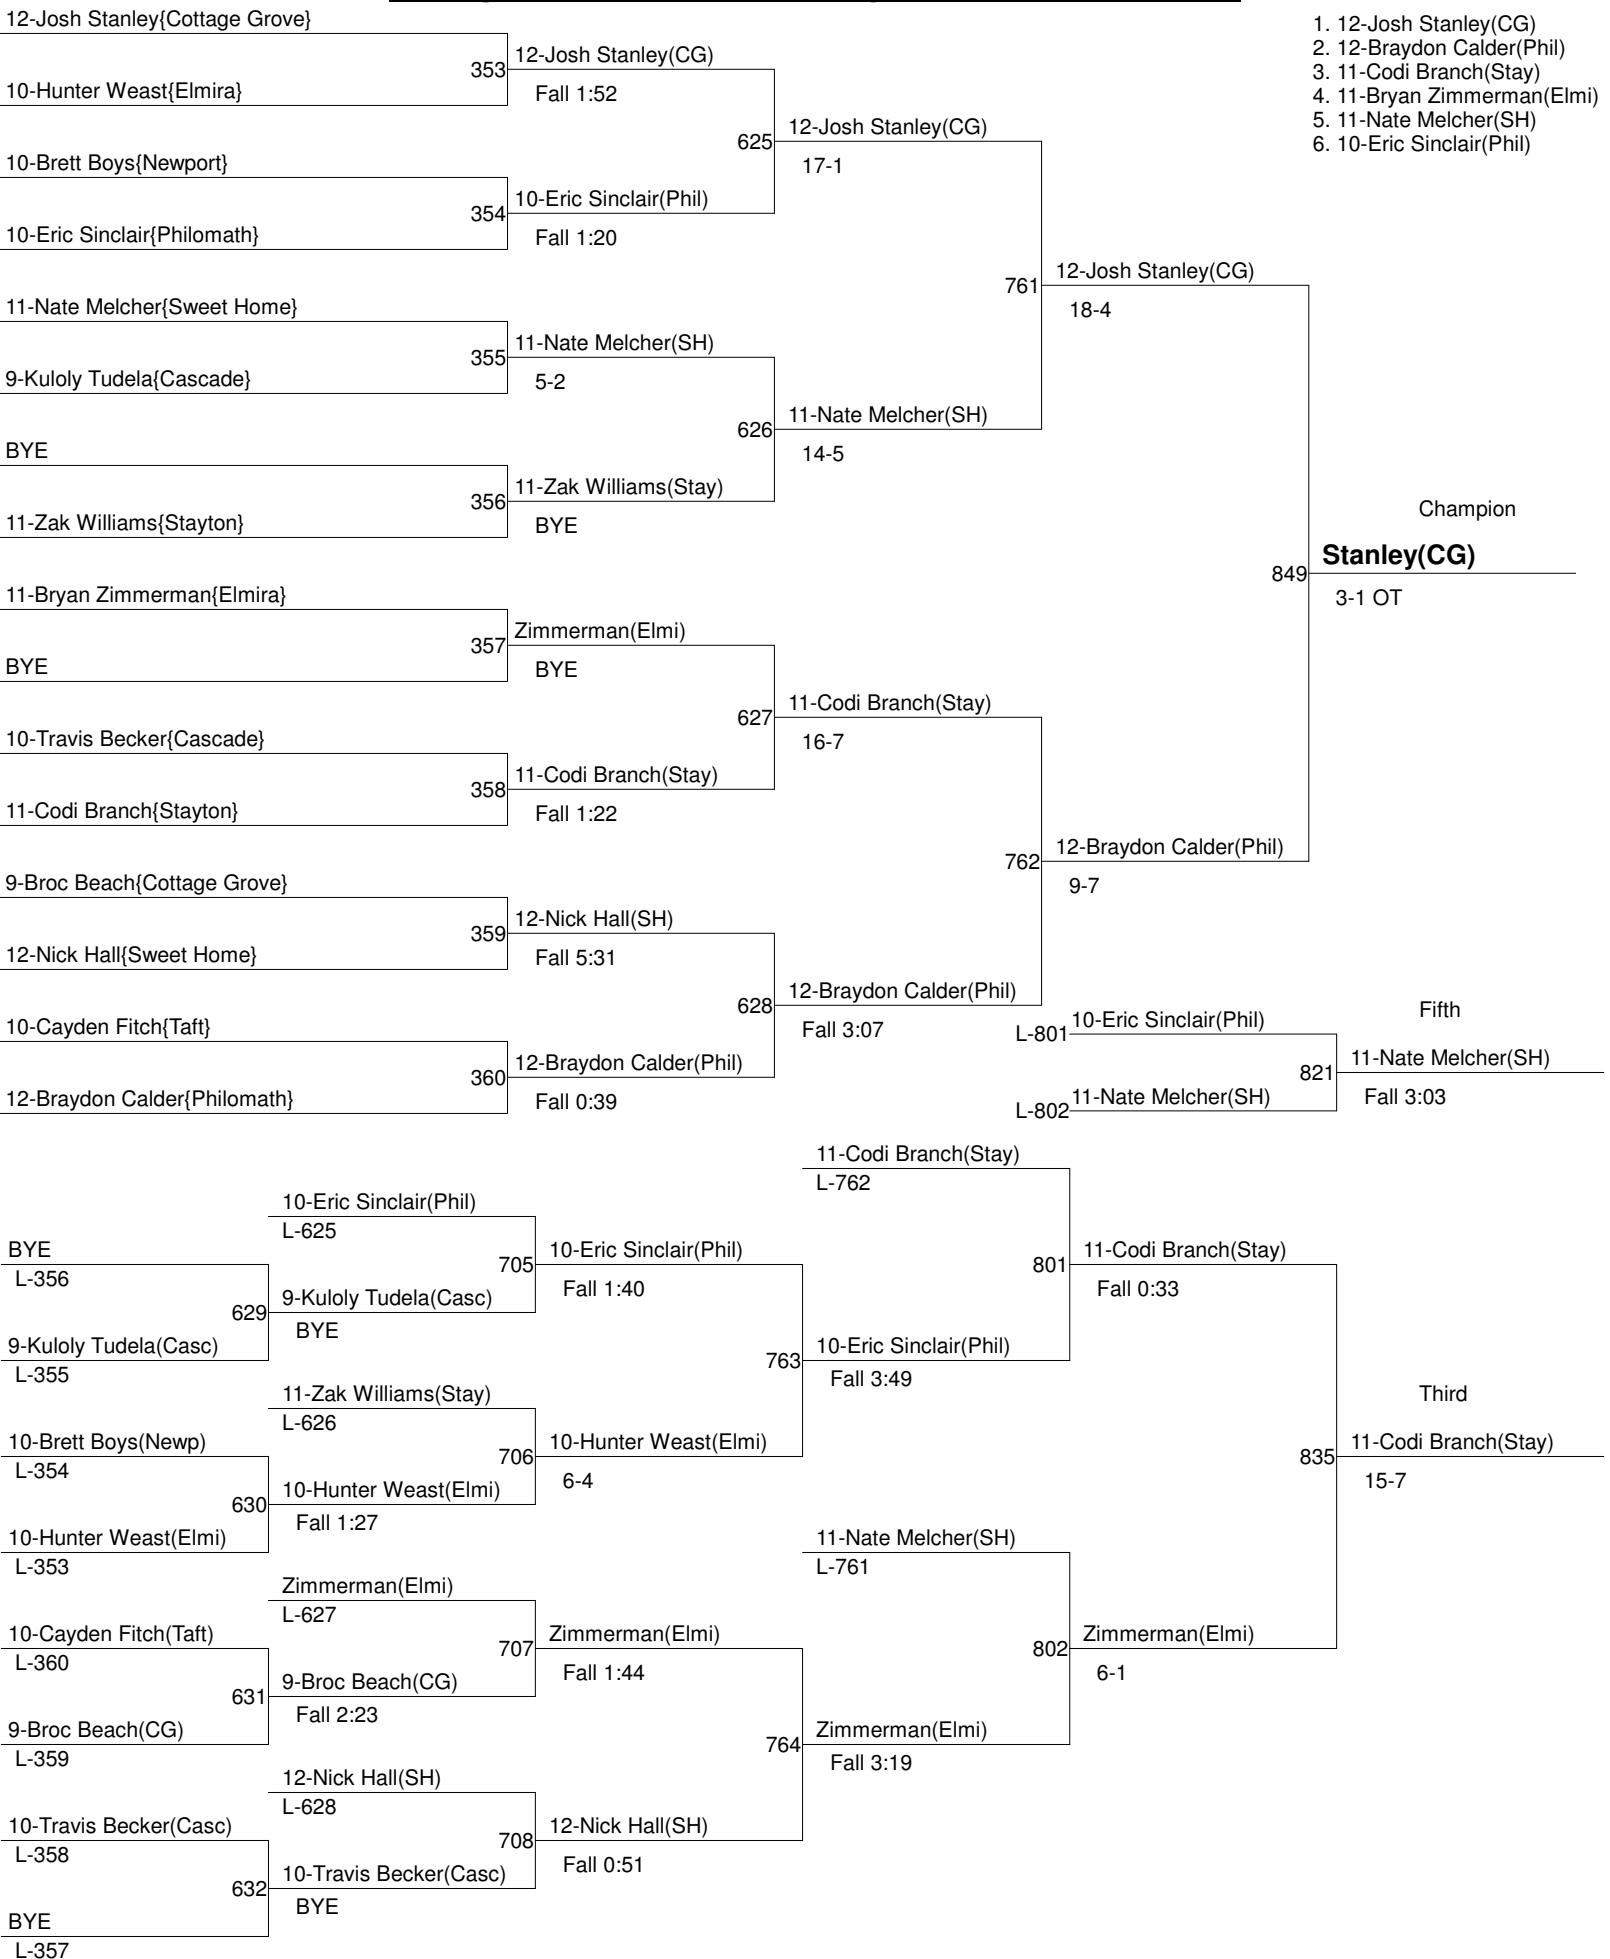 12-Josh Stanley{Cottage Grove}
10-Hunter Weast{Elmira}
10-Brett Boys{Newport}
10-Eric Sinclair{Philomath}
11-Nate Melcher{Sweet Home}
9-Kuloly Tudela{Cascade}
BYE
11-Zak Williams{Stayton}
11-Bryan Zimmerman{Elmira}
BYE
10-Travis Becker{Cascade}
11-Codi Branch{Stayton}
9-Broc Beach{Cottage Grove}
12-Nick Hall{Sweet Home}
10-Cayden Fitch{Taft}
12-Braydon Calder{Philomath}
353
12-Josh Stanley(CG)
Fall 1:52
354
10-Eric Sinclair(Phil)
Fall 1:20
355
11-Nate Melcher(SH)
5-2
356
11-Zak Williams(Stay)
BYE
357
Zimmerman(Elmi)
BYE
358
11-Codi Branch(Stay)
Fall 1:22
359
12-Nick Hall(SH)
Fall 5:31
360
12-Braydon Calder(Phil)
Fall 0:39
625
12-Josh Stanley(CG)
17-1
626
11-Nate Melcher(SH)
14-5
627
11-Codi Branch(Stay)
16-7
628
12-Braydon Calder(Phil)
Fall 3:07
761
12-Josh Stanley(CG)
18-4
762
12-Braydon Calder(Phil)
9-7
Champion
849
Stanley(CG)
3-1 OT
1. 12-Josh Stanley(CG)
2. 12-Braydon Calder(Phil)
3. 11-Codi Branch(Stay)
4. 11-Bryan Zimmerman(Elmi)
5. 11-Nate Melcher(SH)
6. 10-Eric Sinclair(Phil)
L-801
10-Eric Sinclair(Phil)
L-802
11-Nate Melcher(SH)
Fifth
821
11-Nate Melcher(SH)
Fall 3:03
BYE
L-356
9-Kuloly Tudela(Casc)
L-355
10-Brett Boys(Newp)
L-354
10-Hunter Weast(Elmi)
L-353
10-Cayden Fitch(Taft)
L-360
9-Broc Beach(CG)
L-359
10-Travis Becker(Casc)
L-358
BYE
L-357
10-Eric Sinclair(Phil)
L-625
629
9-Kuloly Tudela(Casc)
BYE
11-Zak Williams(Stay)
L-626
630
10-Hunter Weast(Elmi)
Fall 1:27
Zimmerman(Elmi)
L-627
631
9-Broc Beach(CG)
Fall 2:23
12-Nick Hall(SH)
L-628
632
10-Travis Becker(Casc)
BYE
705
10-Eric Sinclair(Phil)
Fall 1:40
706
10-Hunter Weast(Elmi)
6-4
707
Zimmerman(Elmi)
Fall 1:44
708
12-Nick Hall(SH)
Fall 0:51
11-Codi Branch(Stay)
L-762
763
10-Eric Sinclair(Phil)
Fall 3:49
11-Nate Melcher(SH)
L-761
764
Zimmerman(Elmi)
Fall 3:19
801
11-Codi Branch(Stay)
Fall 0:33
802
Zimmerman(Elmi)
6-1
Third
835
11-Codi Branch(Stay)
15-7